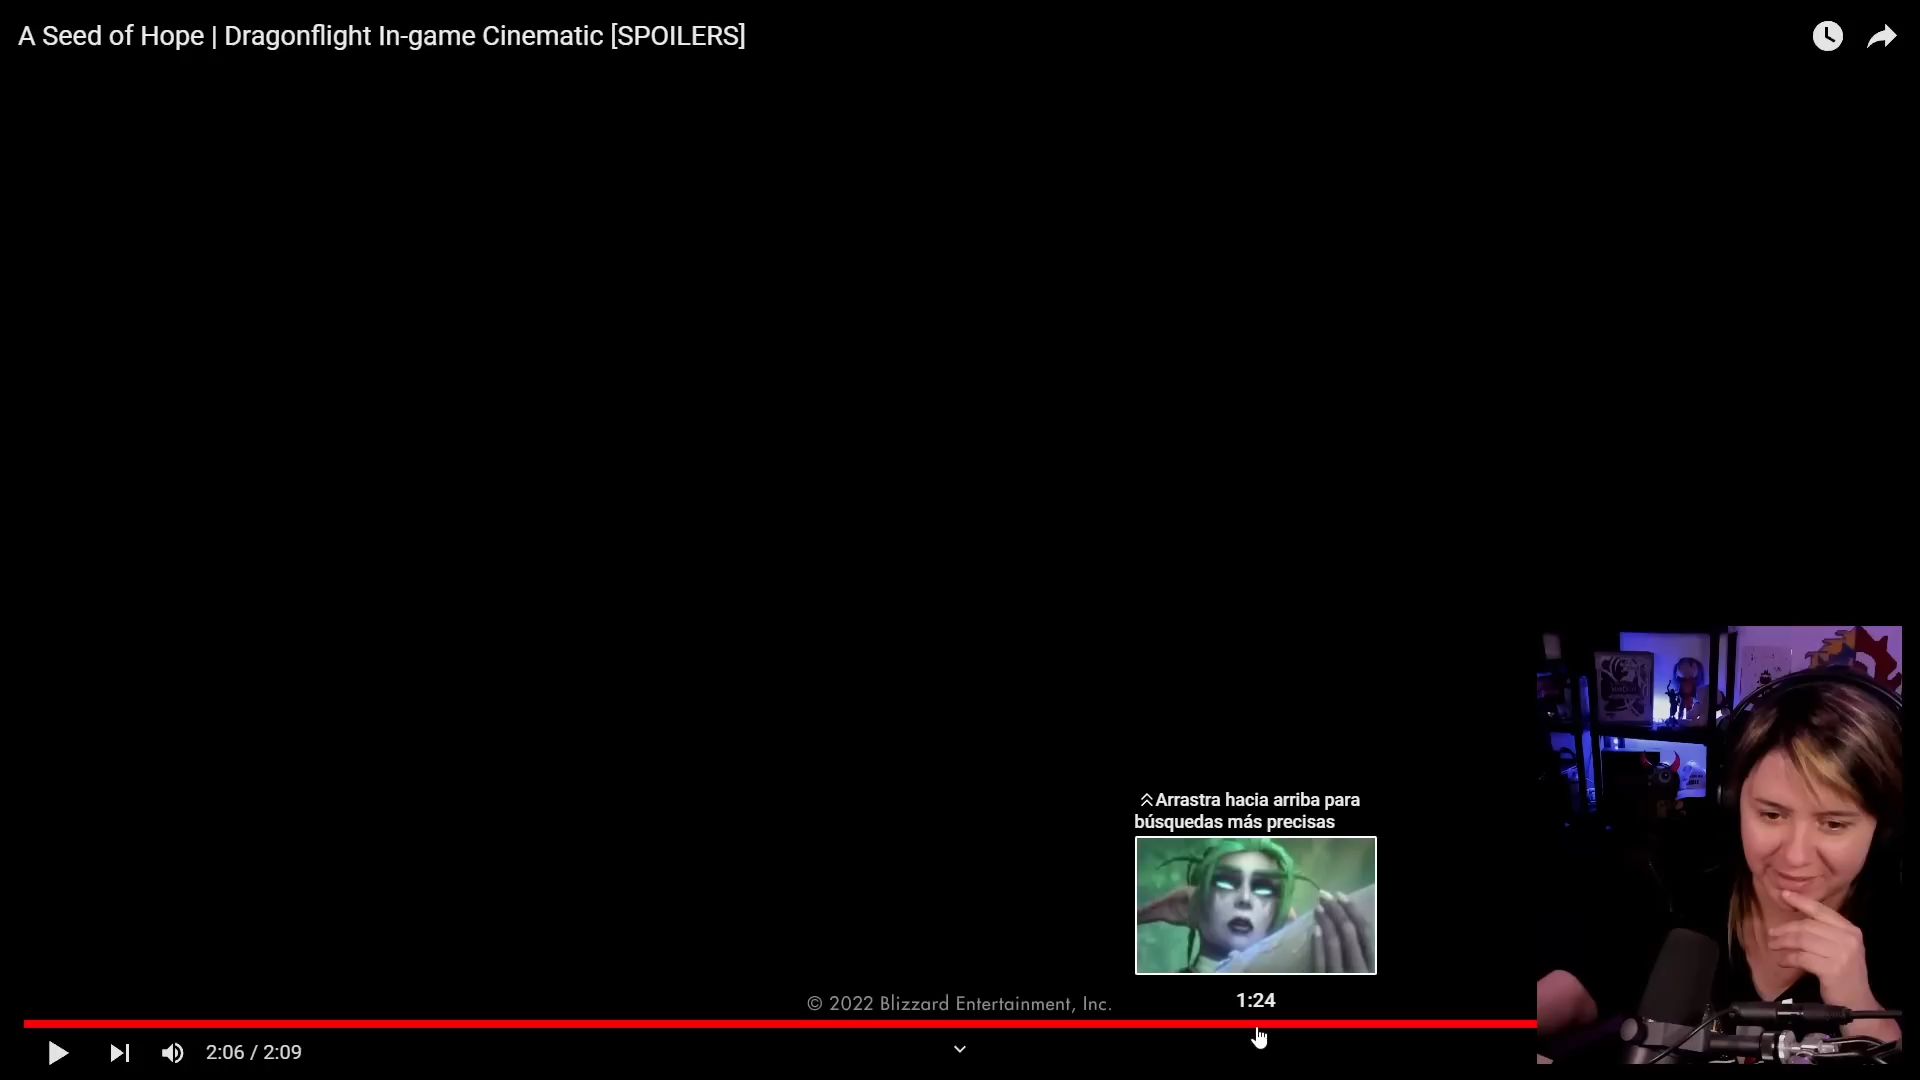 A Seed of Hope | Dragonflight In-game Cinematic [SPOILERS]
Arrastra hacia arriba para
búsquedas más precisas
1:24
© 2022 Blizzard Entertainment, Inc.
2:06 / 2:09